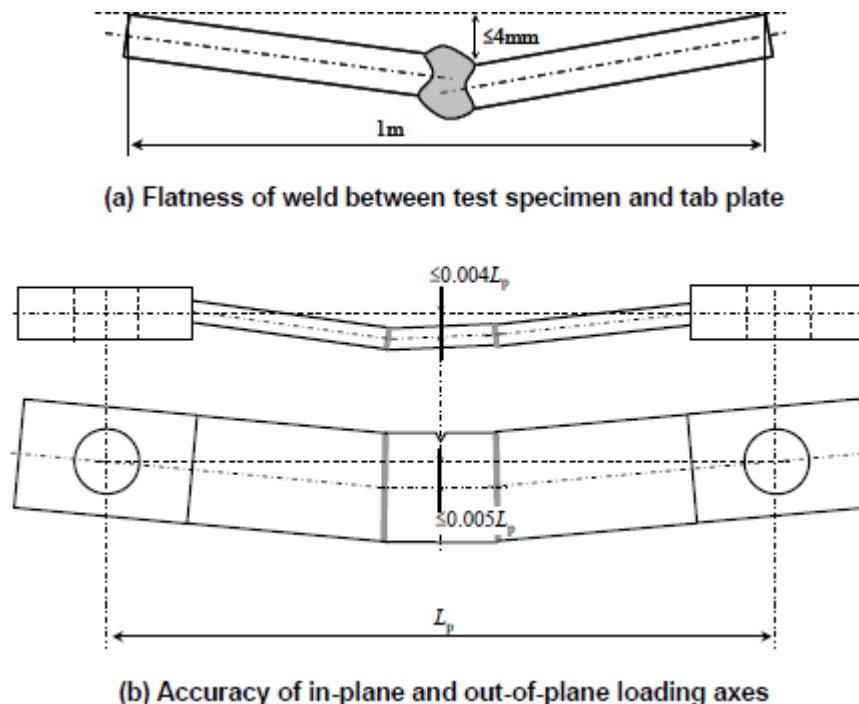 ≤4mm
1m
(a) Flatness of weld between test specimen and tab plate
≤0.004Lp
≤0.005Lp
Lp
(b) Accuracy of in-plane and out-of-plane loading axes